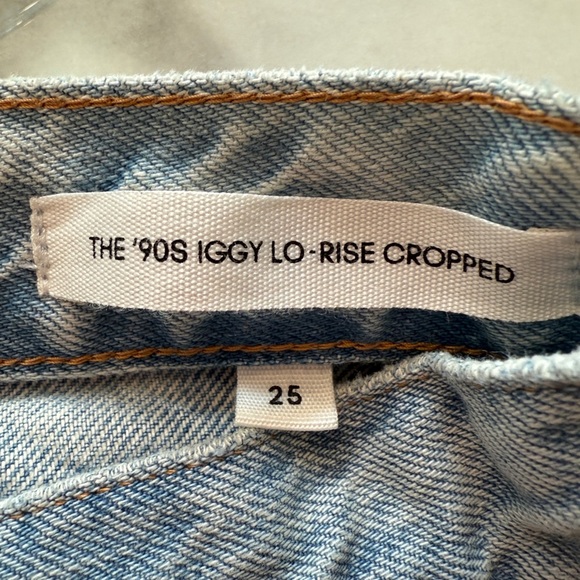 THE '90S IGGY LO-RISE CROPPED
25